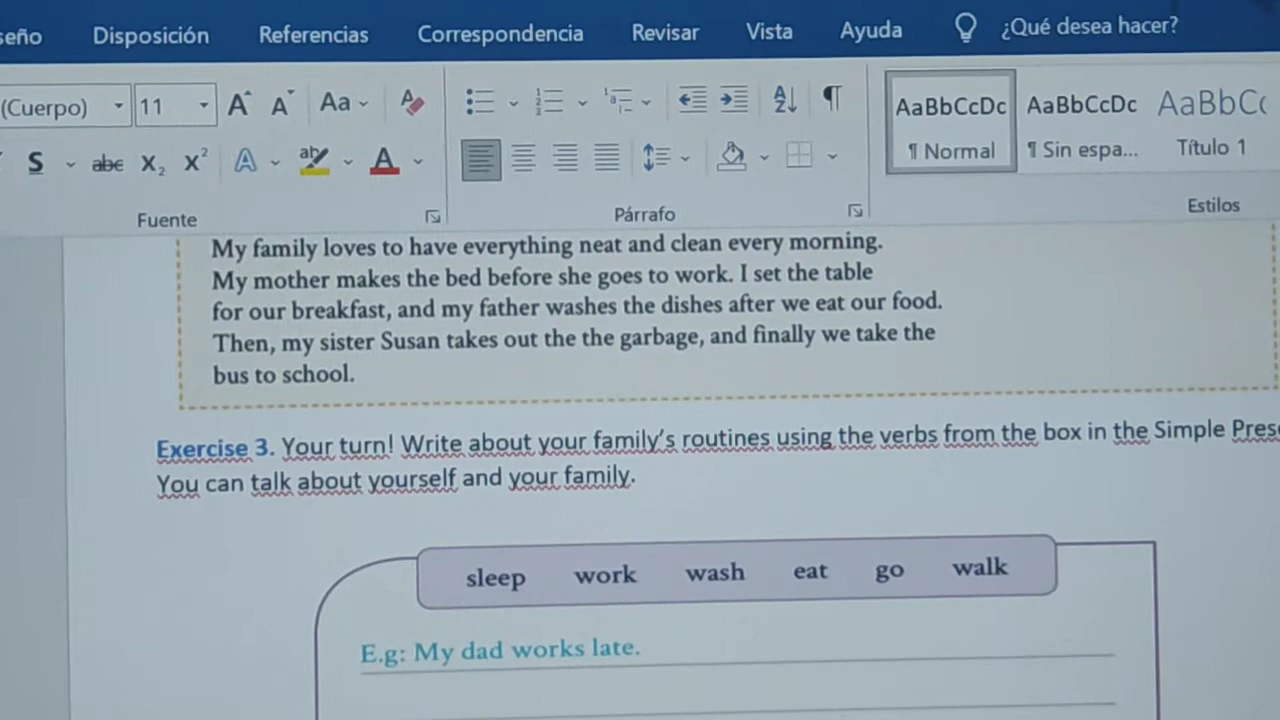 seño Disposición Referencias Correspondencia Revisar Vista Ayuda ¿Qué desea hacer?
(Cuerpo) 11 A A Aa A AaBbCcDc AaBbCcDc AaBbCc
S abc X₂ X² A ab A ¶ Normal ¶ Sin espa... Título 1
Fuente Párrafo Estilos
My family loves to have everything neat and clean every morning.
My mother makes the bed before she goes to work. I set the table
for our breakfast, and my father washes the dishes after we eat our food.
Then, my sister Susan takes out the the garbage, and finally we take the
bus to school.
Exercise 3. Your turn! Write about your family's routines using the verbs from the box in the Simple Prese
You can talk about yourself and your family.
sleep work wash eat go walk
E.g: My dad works late.